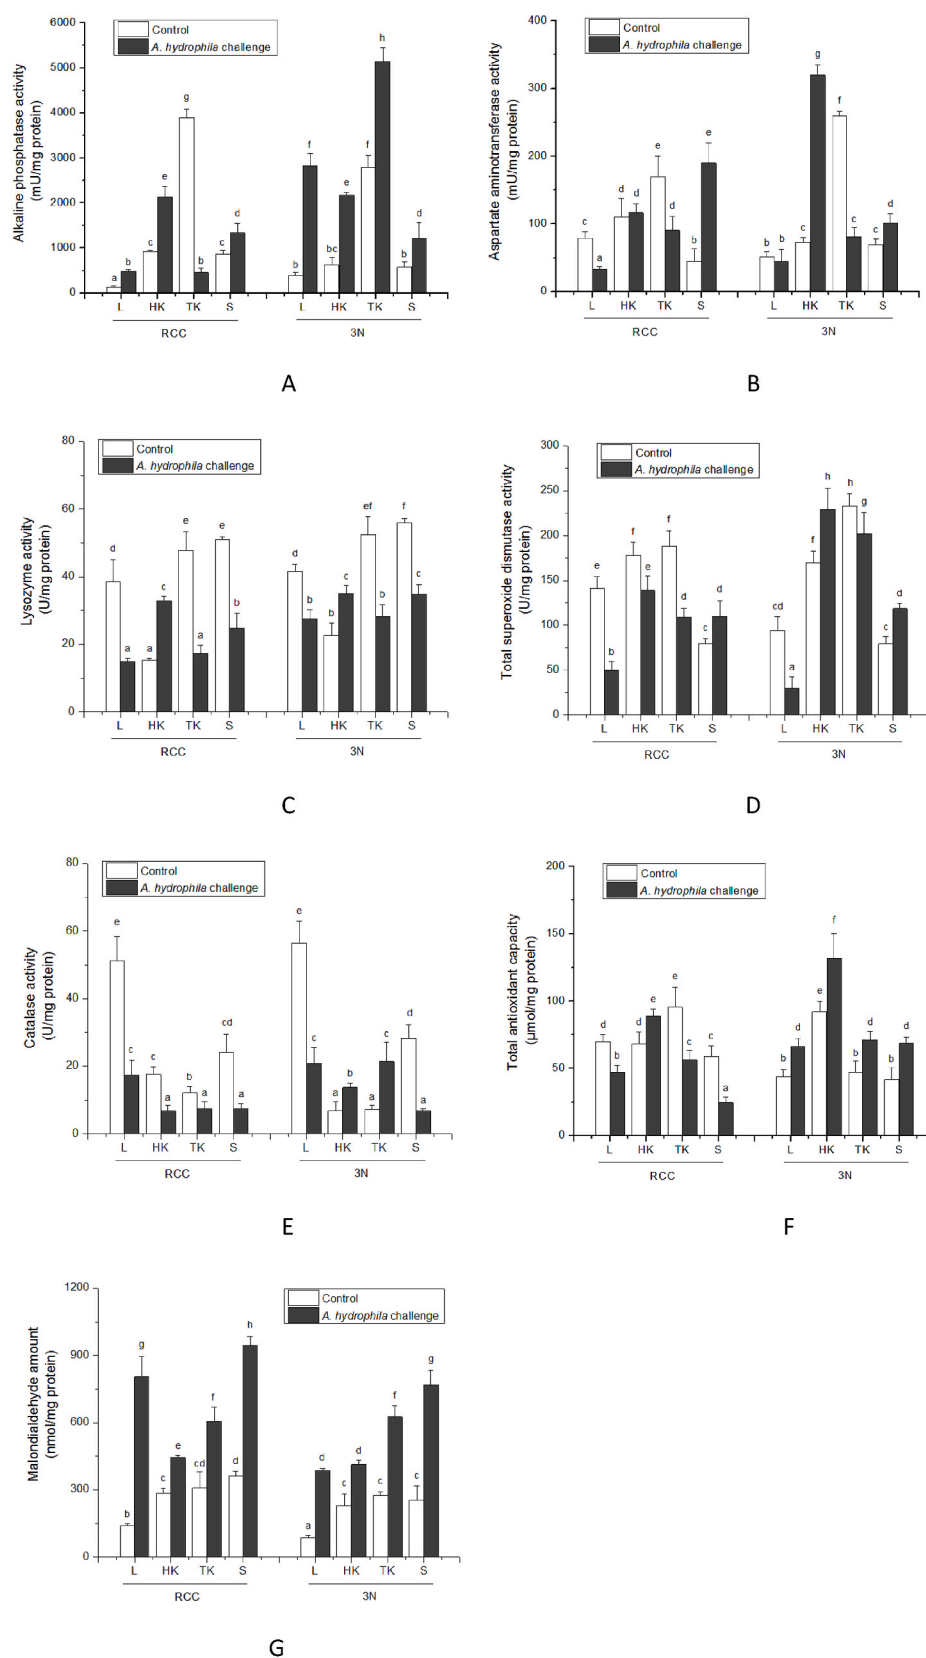 6000
5000
4000
3000
2000
1000
0
Alkaline phosphatase activity
(mU/mg protein)
Control
A. hydrophila challenge
a b c e g b c d b f bc e f h b d
L HK TK S L HK TK S
RCC 3N
A
400
300
200
100
0
Aspartate aminotransferase activity
(mU/mg protein)
Control
A. hydrophila challenge
c a d d e d b e b b c g f c c d
L HK TK S L HK TK S
RCC 3N
B
80
60
40
20
0
Lysozyme activity
(U/mg protein)
Control
A. hydrophila challenge
d a a c e a e b d b b c ef b f c
L HK TK S L HK TK S
RCC 3N
C
300
250
200
150
100
50
0
Total superoxide dismutase activity
(U/mg protein)
Control
A. hydrophila challenge
e b f e f d c d cd a f h h g c d
L HK TK S L HK TK S
RCC 3N
D
80
60
40
20
0
Catalase activity
(U/mg protein)
Control
A. hydrophila challenge
e c c a b a cd a e c a b a c d a
L HK TK S L HK TK S
RCC 3N
E
200
150
100
50
0
Total antioxidant capacity
(μmol/mg protein)
Control
A. hydrophila challenge
d b d e e c c a b d e f b d b d
L HK TK S L HK TK S
RCC 3N
F
1200
900
600
300
0
Malondialdehyde amount
(nmol/mg protein)
Control
A. hydrophila challenge
b g c e cd f d h a d c d c f c g
L HK TK S L HK TK S
RCC 3N
G